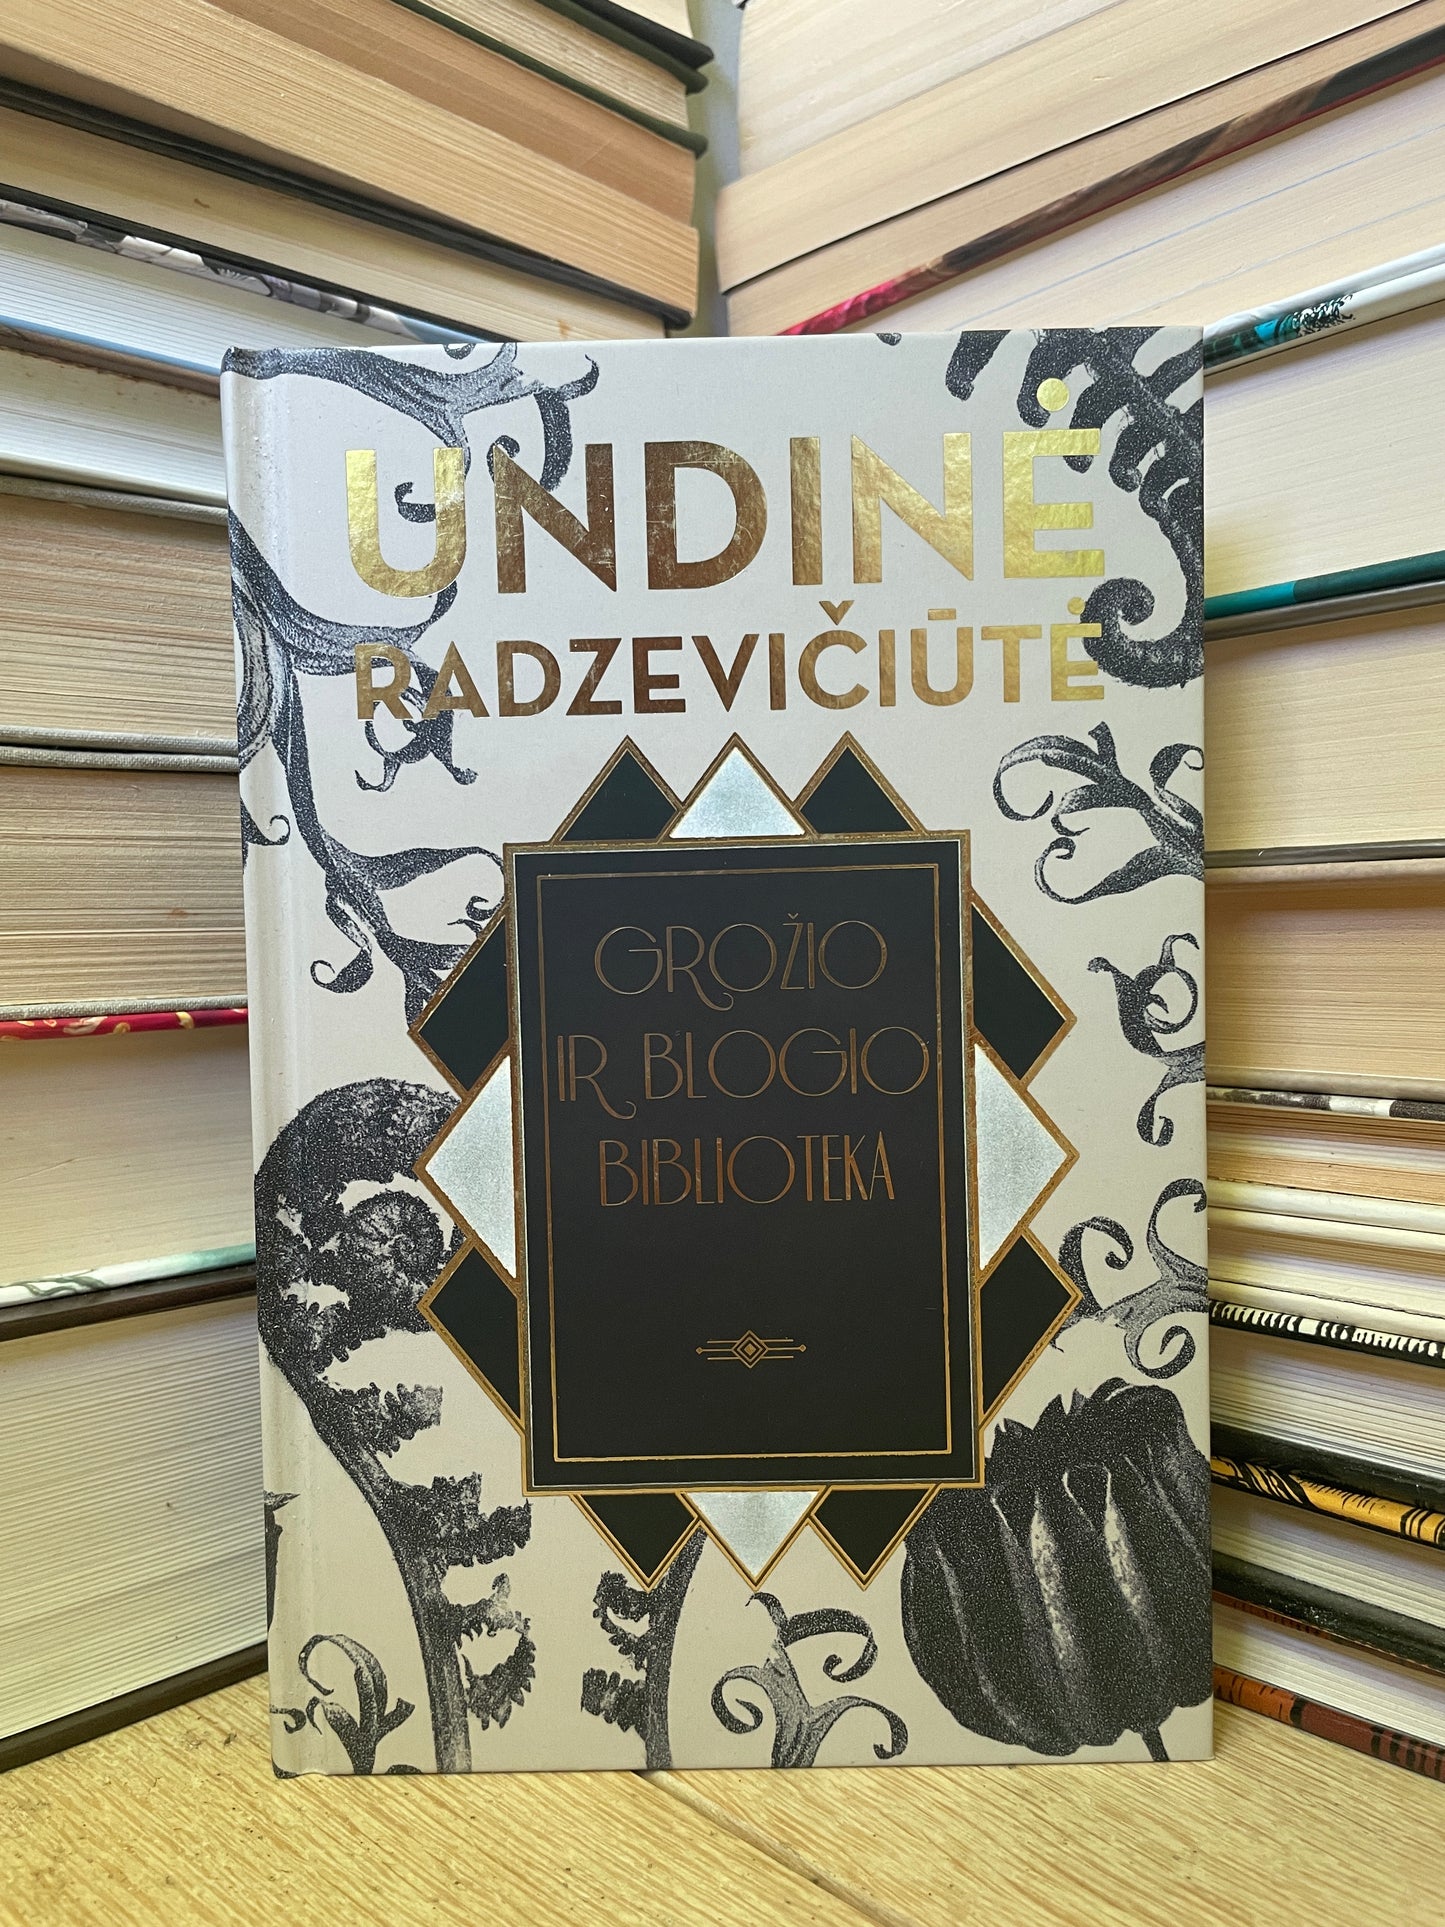 UNDINĖ
RADZEVIČIŪTĖ
GROŽIO
IR BLOGIO
BIBLIOTEKA